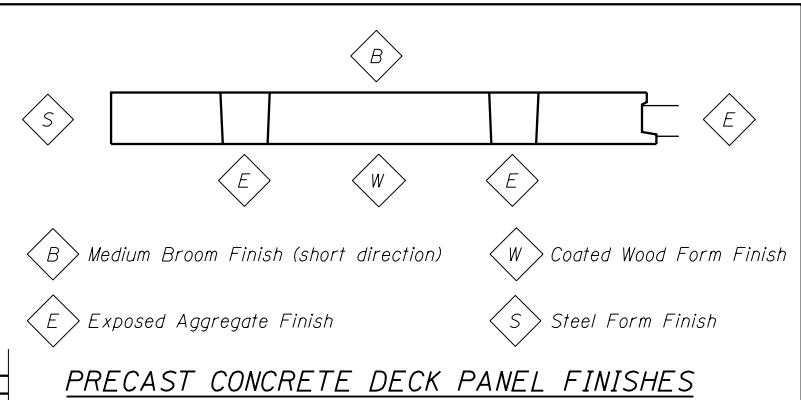 B
S
E
E
W
E
B Medium Broom Finish (short direction)
W Coated Wood Form Finish
E Exposed Aggregate Finish
S Steel Form Finish
PRECAST CONCRETE DECK PANEL FINISHES